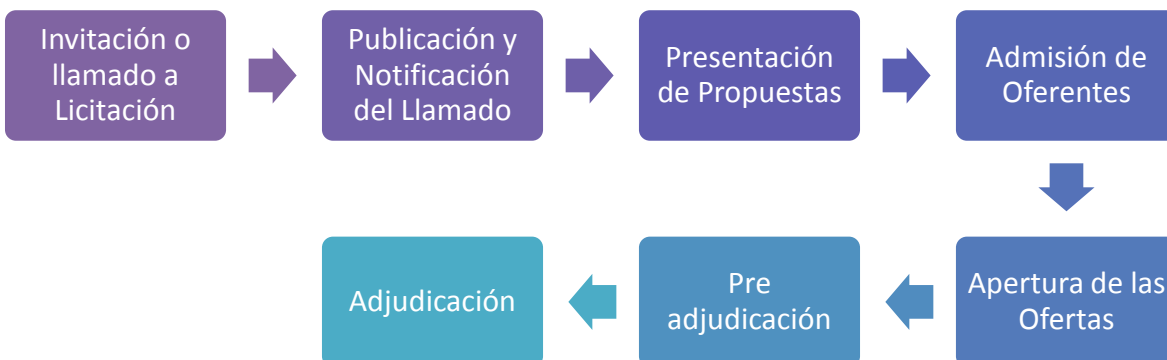 Invitación o
llamado a
Licitación
Publicación y
Notificación
del Llamado
Presentación
de Propuestas
Admisión de
Oferentes
Apertura de las
Ofertas
Pre
adjudicación
Adjudicación